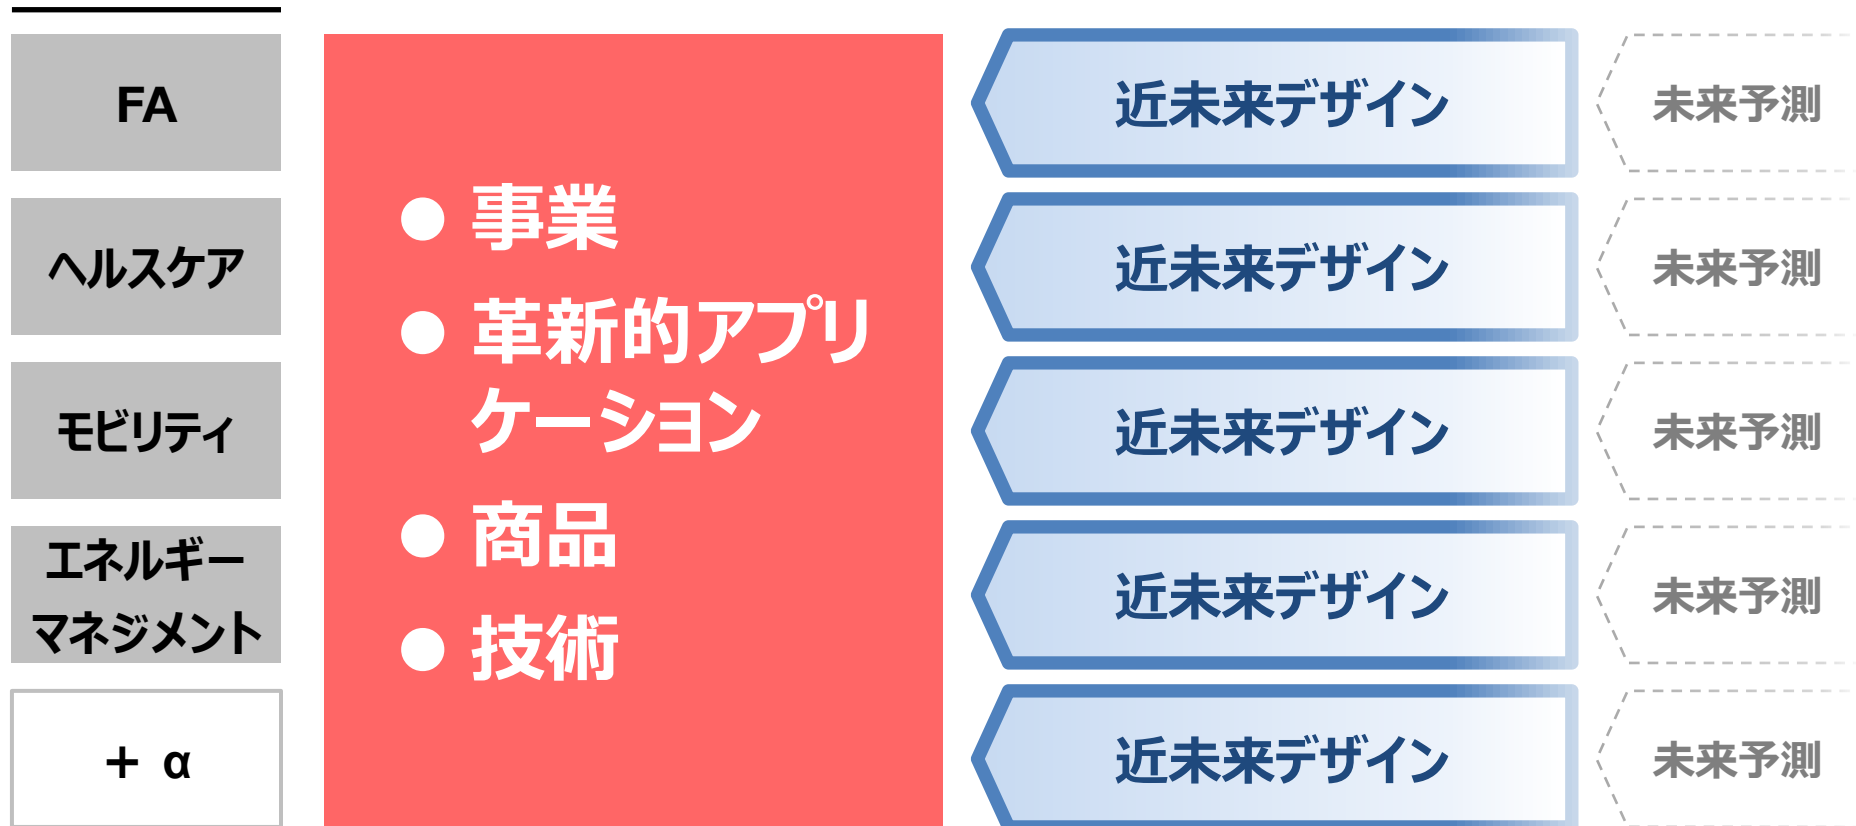 FA
ヘルスケア
モビリティ
エネルギー
マネジメント
＋ α
● 事業
● 革新的アプリ
ケーション
● 商品
● 技術
近未来デザイン
未来予測
近未来デザイン
未来予測
近未来デザイン
未来予測
近未来デザイン
未来予測
近未来デザイン
未来予測